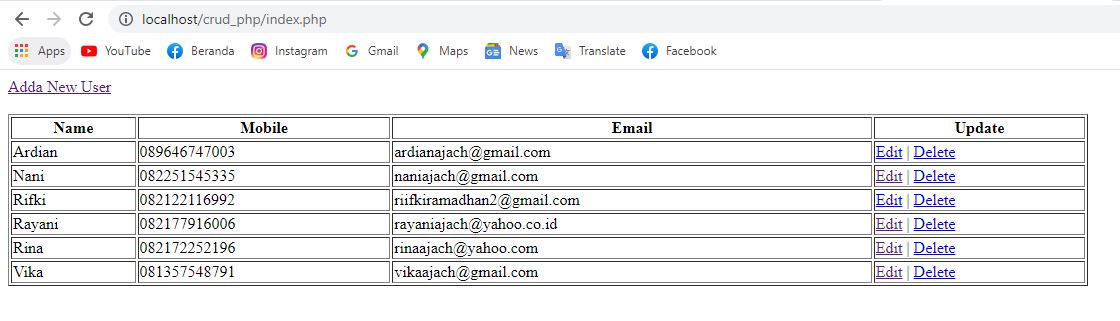 localhost/crud_php/index.php
Apps YouTube Beranda Instagram Gmail Maps News Translate Facebook
Adda New User
Name Mobile Email Update
Ardian 089646747003 ardianajach@gmail.com Edit | Delete
Nani 082251545335 naniajach@gmail.com Edit | Delete
Rifki 082122116992 riifkiramadhan2@gmail.com Edit | Delete
Rayani 082177916006 rayaniajach@yahoo.co.id Edit | Delete
Rina 082172252196 rinaajach@yahoo.com Edit | Delete
Vika 081357548791 vikaajach@gmail.com Edit | Delete